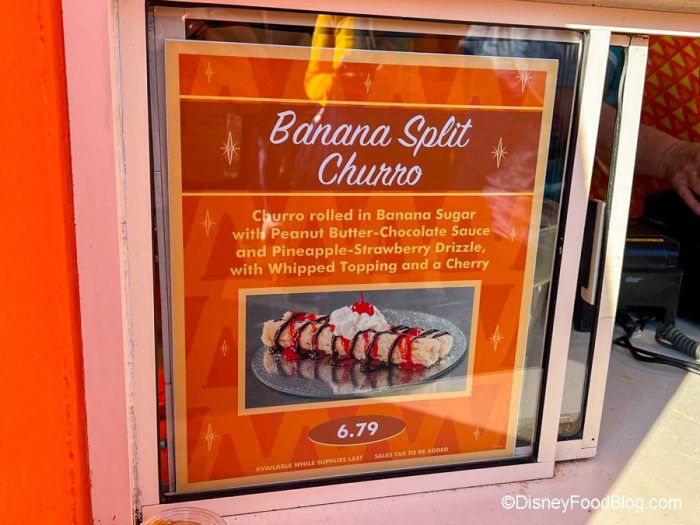 Banana Split
Churro
Churro rolled in Banana Sugar
with Peanut Butter-Chocolate Sauce
and Pineapple-Strawberry Drizzle,
with Whipped Topping and a Cherry
6.79
AVAILABLE WHILE SUPPLIES LAST SALES TAX TO BE ADDED
star
©DisneyFoodBlog.com